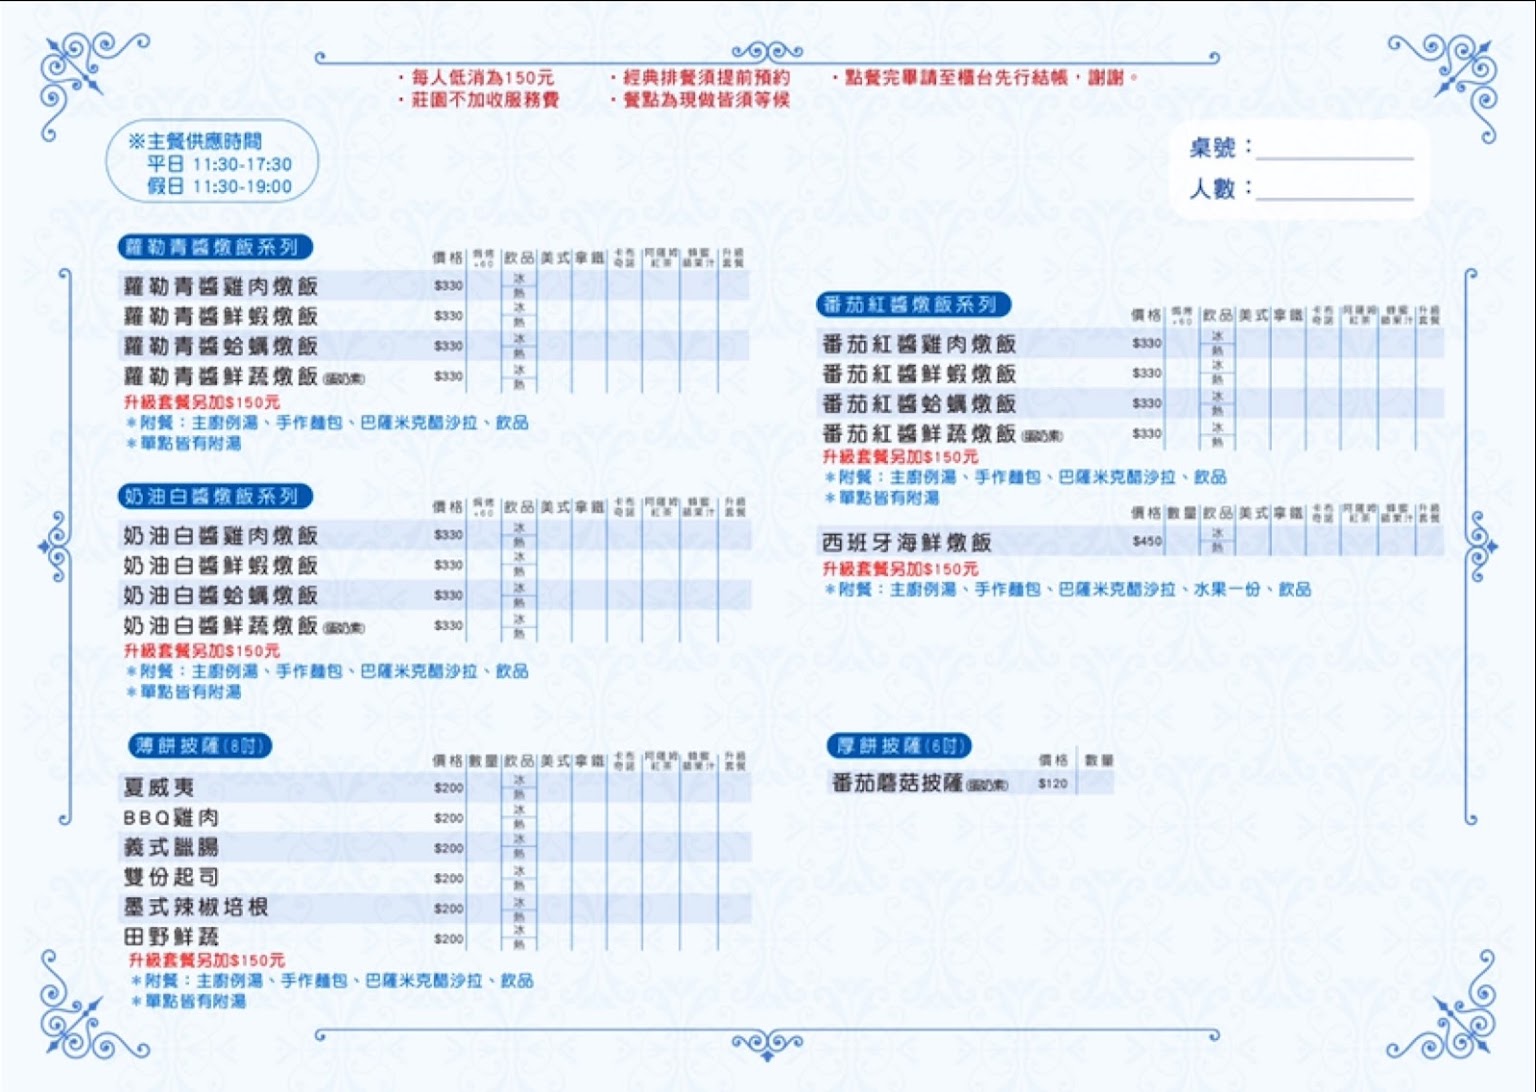 ・每人低消為150元 ・經典排餐須提前預約 ・點餐完畢請至櫃台先行結帳，謝謝。
・莊園不加收服務費 ・餐點為現做皆須等候
※主餐供應時間
平日 11:30-17:30
假日 11:30-19:00
桌號：
人數：
蘿勒青醬燉飯系列
價格 焗烤+60 飲品 美式 拿鐵 卡布奇諾 阿薩姆紅茶 蜂蜜蘋果汁 升級套餐
蘿勒青醬雞肉燉飯 $330 冰 熱
蘿勒青醬鮮蝦燉飯 $330 冰 熱
蘿勒青醬蛤蠣燉飯 $330 冰 熱
蘿勒青醬鮮蔬燉飯(蛋奶素) $330 冰 熱
升級套餐另加$150元
＊附餐：主廚例湯、手作麵包、巴薩米克醋沙拉、飲品
＊單點皆有附湯
奶油白醬燉飯系列
價格 焗烤+60 飲品 美式 拿鐵 卡布奇諾 阿薩姆紅茶 蜂蜜蘋果汁 升級套餐
奶油白醬雞肉燉飯 $330 冰 熱
奶油白醬鮮蝦燉飯 $330 冰 熱
奶油白醬蛤蠣燉飯 $330 冰 熱
奶油白醬鮮蔬燉飯(蛋奶素) $330 冰 熱
升級套餐另加$150元
＊附餐：主廚例湯、手作麵包、巴薩米克醋沙拉、飲品
＊單點皆有附湯
薄餅披薩(8吋)
價格 數量 飲品 美式 拿鐵 卡布奇諾 阿薩姆紅茶 蜂蜜蘋果汁 升級套餐
夏威夷 $200 冰 熱
BBQ雞肉 $200 冰 熱
義式臘腸 $200 冰 熱
雙份起司 $200 冰 熱
墨式辣椒培根 $200 冰 熱
田野鮮蔬 $200 冰 熱
升級套餐另加$150元
＊附餐：主廚例湯、手作麵包、巴薩米克醋沙拉、飲品
＊單點皆有附湯
番茄紅醬燉飯系列
價格 焗烤+60 飲品 美式 拿鐵 卡布奇諾 阿薩姆紅茶 蜂蜜蘋果汁 升級套餐
番茄紅醬雞肉燉飯 $330 冰 熱
番茄紅醬鮮蝦燉飯 $330 冰 熱
番茄紅醬蛤蠣燉飯 $330 冰 熱
番茄紅醬鮮蔬燉飯(蛋奶素) $330 冰 熱
升級套餐另加$150元
＊附餐：主廚例湯、手作麵包、巴薩米克醋沙拉、飲品
＊單點皆有附湯
價格 數量 飲品 美式 拿鐵 卡布奇諾 阿薩姆紅茶 蜂蜜蘋果汁 升級套餐
西班牙海鮮燉飯 $450 冰 熱
升級套餐另加$150元
＊附餐：主廚例湯、手作麵包、巴薩米克醋沙拉、水果一份、飲品
厚餅披薩(6吋)
價格 數量
番茄蘑菇披薩(蛋奶素) $120